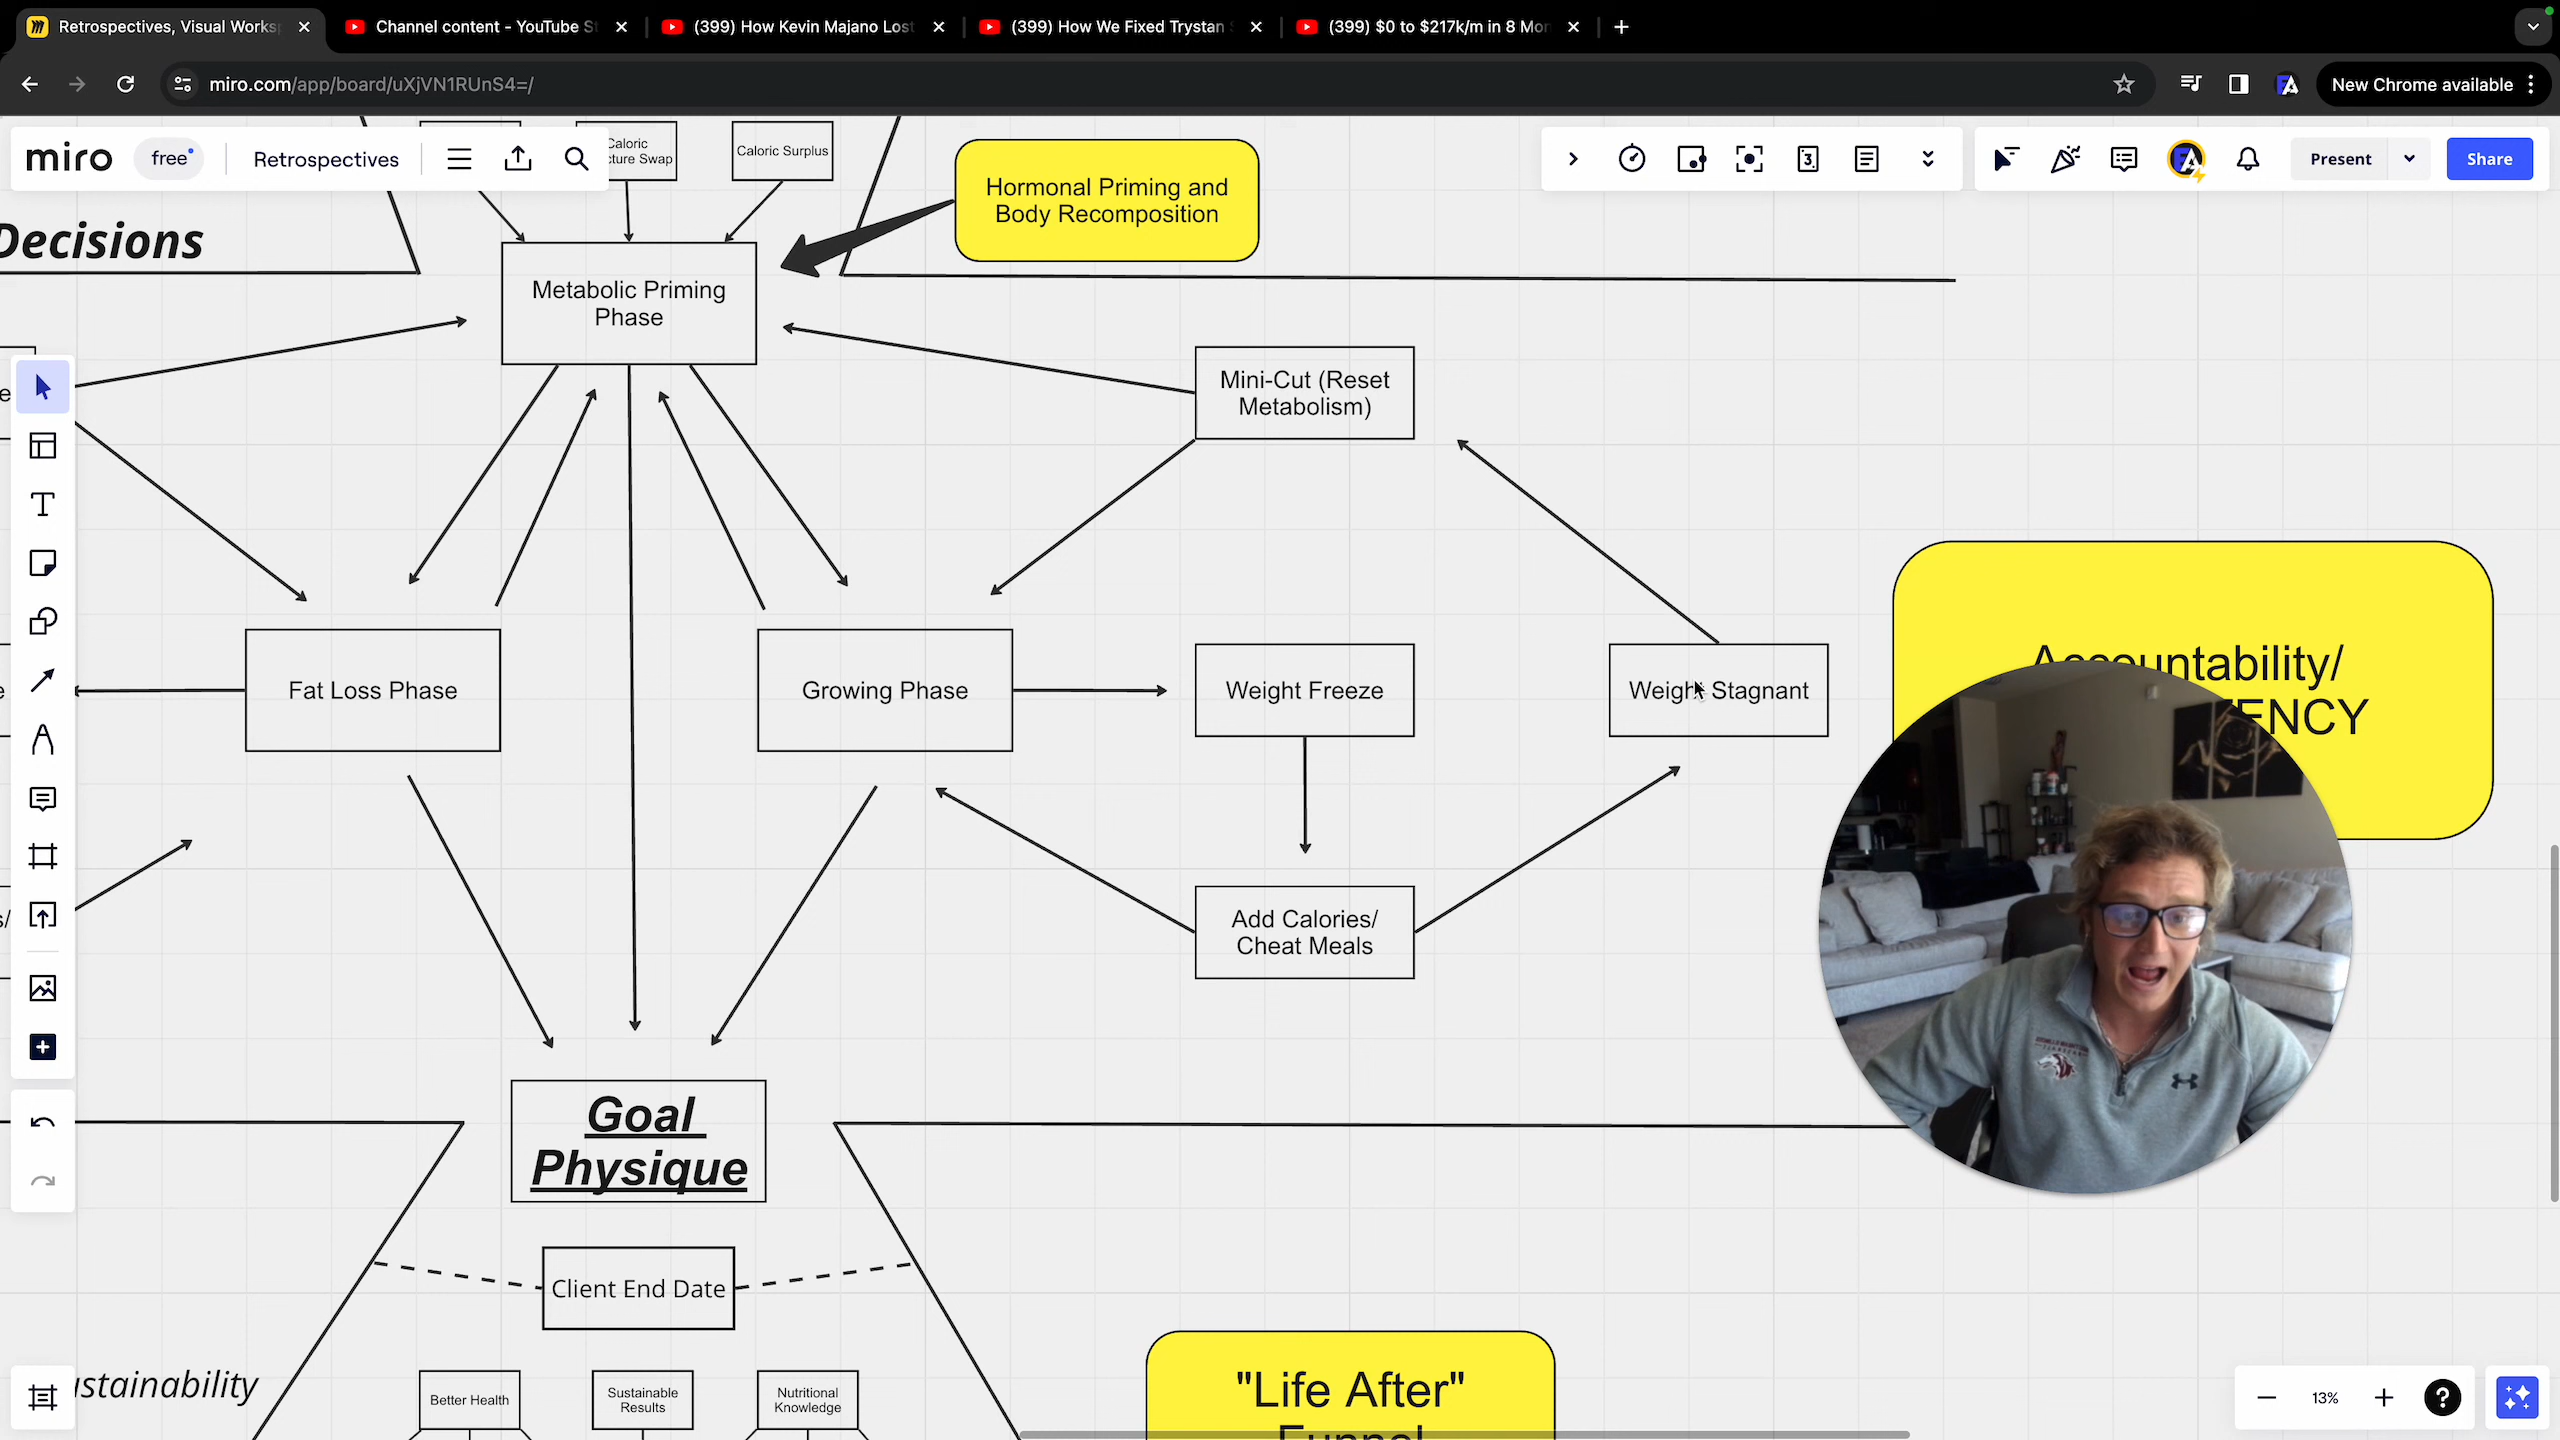 Retrospectives, Visual Works
Channel content - YouTube S
(399) How Kevin Majano Lost
(399) How We Fixed Trystan
(399) $0 to $217k/m in 8 Mon
miro.com/app/board/uXjVN1RUnS4=/
New Chrome available
miro
free
Retrospectives
Present
Share
Caloric
cture Swap
Caloric Surplus
Hormonal Priming and
Body Recomposition
Decisions
Metabolic Priming
Phase
Mini-Cut (Reset
Metabolism)
Fat Loss Phase
Growing Phase
Weight Freeze
Weight Stagnant
Accountability/
ENCY
Add Calories/
Cheat Meals
Goal
Physique
Client End Date
ustainability
Better Health
Sustainable
Results
Nutritional
Knowledge
"Life After"
Funnel
13%